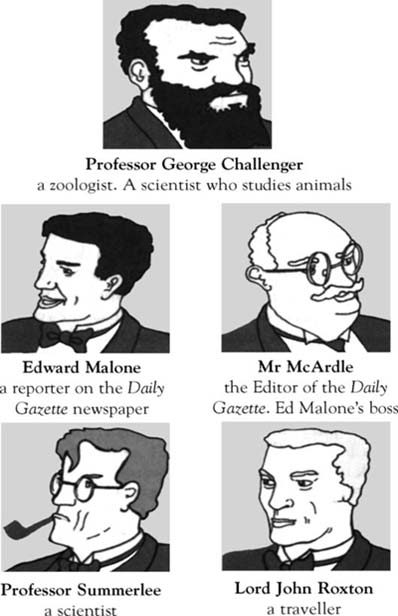 Professor George Challenger
a zoologist. A scientist who studies animals
Edward Malone
a reporter on the Daily
Gazette newspaper
Mr McArdle
the Editor of the Daily
Gazette. Ed Malone's boss
Professor Summerlee
a scientist
Lord John Roxton
a traveller